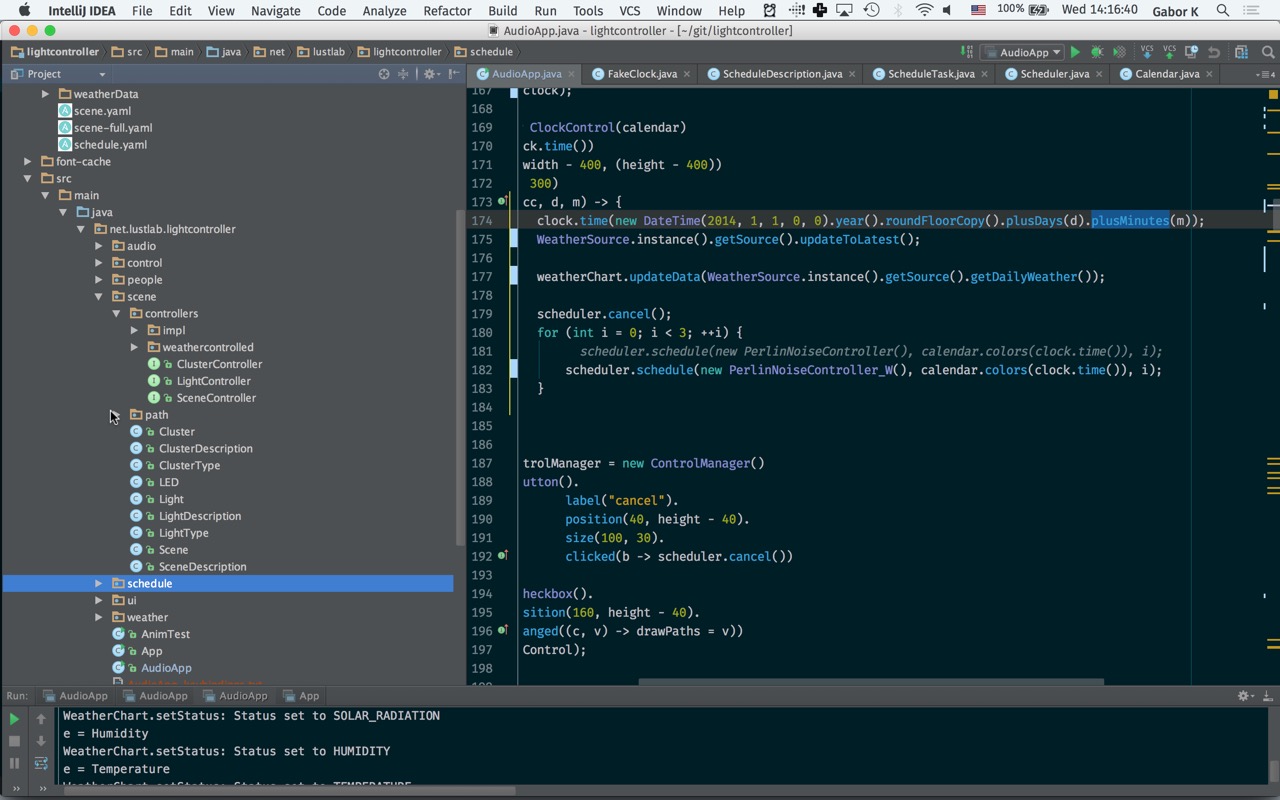 IntelliJ IDEA File Edit View Navigate Code Analyze Refactor Build Run Tools VCS Window Help 100% Wed 14:16:40 Gabor K
AudioApp.java - lightcontroller - [~/git/lightcontroller]
lightcontroller src main java net lustlab lightcontroller schedule AudioApp VCS VCS
Project AudioApp.java FakeClock.java ScheduleDescription.java ScheduleTask.java Scheduler.java Calendar.java
weatherData
scene.yaml
scene-full.yaml
schedule.yaml
font-cache
src
main
java
net.lustlab.lightcontroller
audio
control
people
scene
controllers
impl
weathercontrolled
ClusterController
LightController
SceneController
path
Cluster
ClusterDescription
ClusterType
LED
Light
LightDescription
LightType
Scene
SceneDescription
schedule
ui
weather
AnimTest
App
AudioApp
167 clock);
168
169 ClockControl(calendar)
170 ck.time())
171 width - 400, (height - 400))
172 300)
173 cc, d, m) -> {
174 clock.time(new DateTime(2014, 1, 1, 0, 0).year().roundFloorCopy().plusDays(d).plusMinutes(m));
175 WeatherSource.instance().getSource().updateToLatest();
176
177 weatherChart.updateData(WeatherSource.instance().getSource().getDailyWeather());
178
179 scheduler.cancel();
180 for (int i = 0; i < 3; ++i) {
181 scheduler.schedule(new PerlinNoiseController(), calendar.colors(clock.time()), i);
182 scheduler.schedule(new PerlinNoiseController_W(), calendar.colors(clock.time()), i);
183 }
184
185
186
187 trolManager = new ControlManager()
188 utton().
189 label("cancel").
190 position(40, height - 40).
191 size(100, 30).
192 clicked(b -> scheduler.cancel())
193
194 heckbox().
195 sition(160, height - 40).
196 anged((c, v) -> drawPaths = v))
197 Control);
198
Run: AudioApp AudioApp AudioApp App
WeatherChart.setStatus: Status set to SOLAR_RADIATION
e = Humidity
WeatherChart.setStatus: Status set to HUMIDITY
e = Temperature
WeatherChart.setStatus: Status set to TEMPERATURE